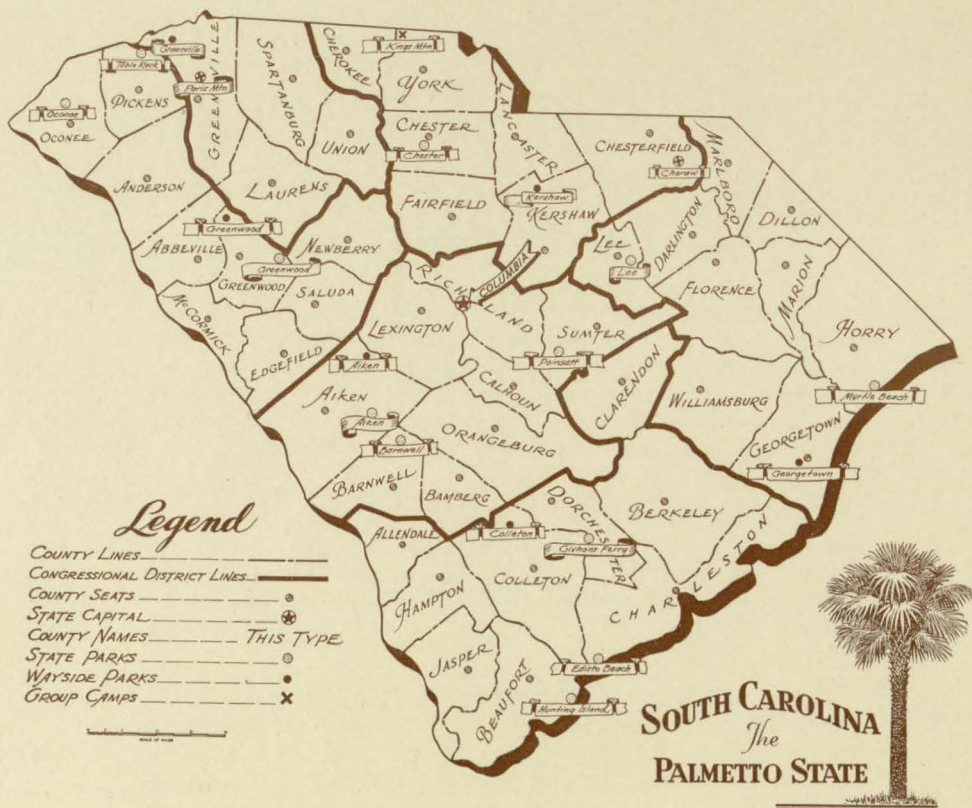 Greenville
Table Rock
Paris Mtn.
Kings Mtn.
Oconee
OCONEE
PICKENS
GREENVILLE
SPARTANBURG
CHEROKEE
YORK
UNION
CHESTER
Chester
LANCASTER
CHESTERFIELD
Cheraw
MARLBORO
ANDERSON
LAURENS
FAIRFIELD
Kershaw
KERSHAW
DARLINGTON
DILLON
ABBEVILLE
Greenwood
NEWBERRY
Greenwood
GREENWOOD
SALUDA
RICHLAND
COLUMBIA
LEE
Lee
FLORENCE
MARION
HORRY
MCCORMICK
EDGEFIELD
LEXINGTON
SUMTER
Aiken
AIKEN
Aiken
CALHOUN
Poinsett
CLARENDON
WILLIAMSBURG
Myrtle Beach
GEORGETOWN
Georgetown
ORANGEBURG
Barnwell
BARNWELL
BAMBERG
ALLENDALE
Colleton
DORCHESTER
Givhans Ferry
BERKELEY
COLLETON
CHARLESTON
HAMPTON
JASPER
BEAUFORT
Edisto Beach
Hunting Island
Legend
COUNTY LINES
CONGRESSIONAL DISTRICT LINES
COUNTY SEATS
STATE CAPITAL
COUNTY NAMES THIS TYPE
STATE PARKS
WAYSIDE PARKS
GROUP CAMPS
SCALE OF MILES
SOUTH CAROLINA
The
PALMETTO STATE